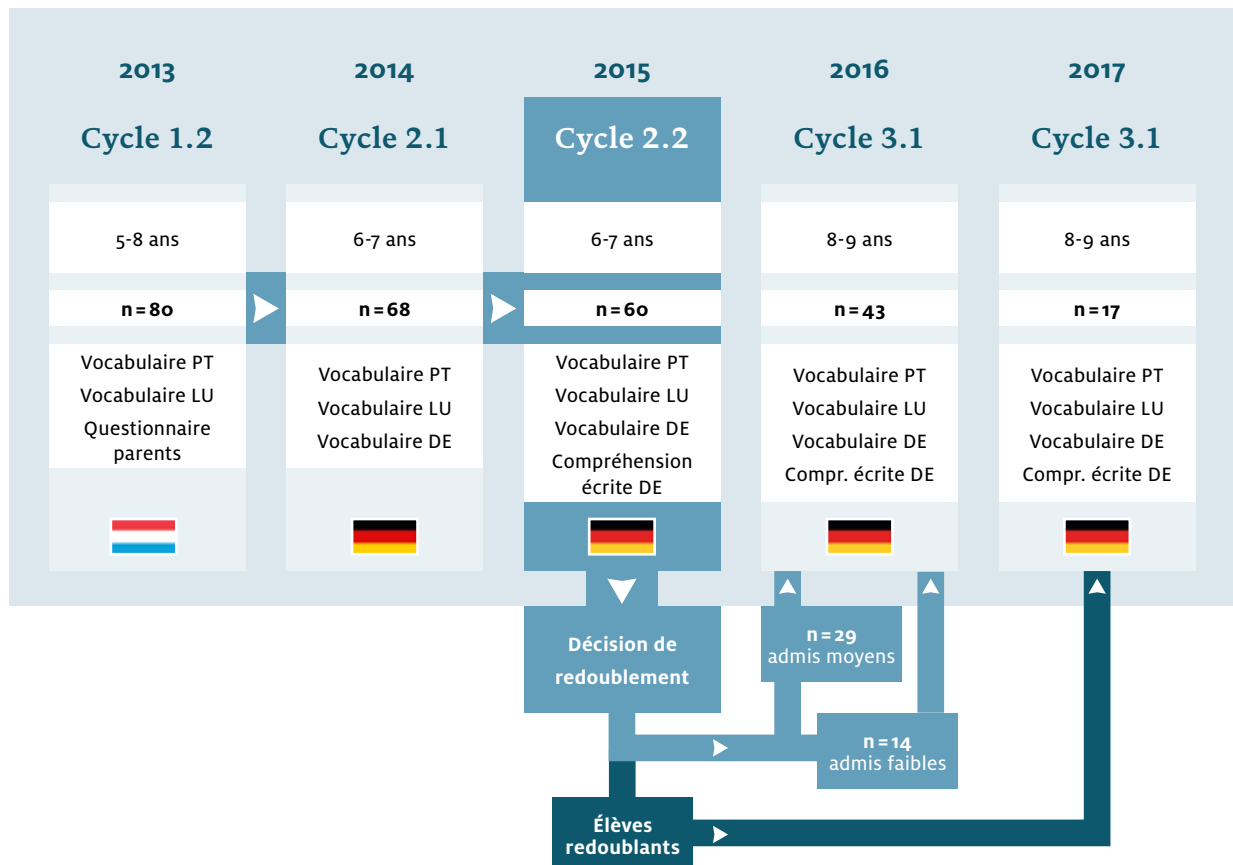 2013
Cycle 1.2
5-8 ans
n=80
Vocabulaire PT
Vocabulaire LU
Questionnaire
parents
2014
Cycle 2.1
6-7 ans
n=68
Vocabulaire PT
Vocabulaire LU
Vocabulaire DE
2015
Cycle 2.2
6-7 ans
n=60
Vocabulaire PT
Vocabulaire LU
Vocabulaire DE
Compréhension
écrite DE
2016
Cycle 3.1
8-9 ans
n=43
Vocabulaire PT
Vocabulaire LU
Vocabulaire DE
Compr. écrite DE
2017
Cycle 3.1
8-9 ans
n=17
Vocabulaire PT
Vocabulaire LU
Vocabulaire DE
Compr. écrite DE
Décision de
redoublement
n=29
admis moyens
n=14
admis faibles
Élèves
redoublants